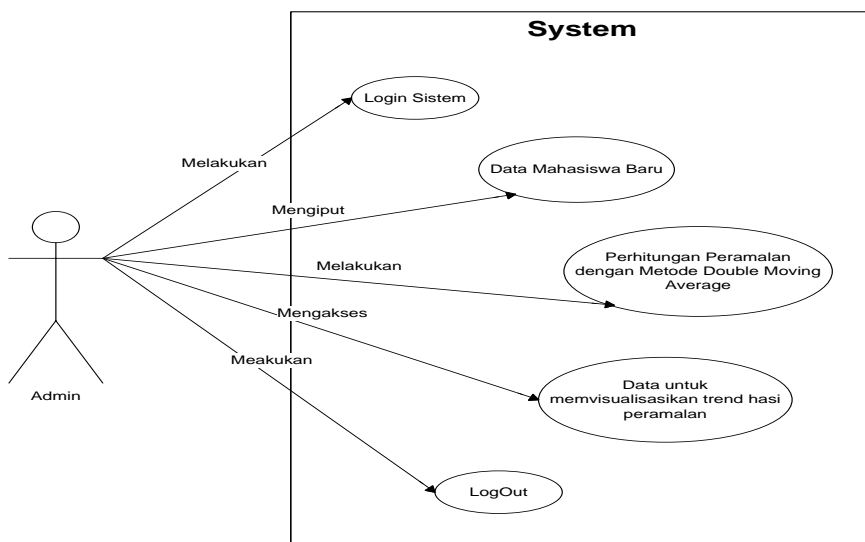 System
Login Sistem
Melakukan
Data Mahasiswa Baru
Mengiput
Perhitungan Peramalan
dengan Metode Double Moving
Average
Melakukan
Mengakses
Meakukan
Admin
Data untuk
memvisualisasikan trend hasi
peramalan
LogOut